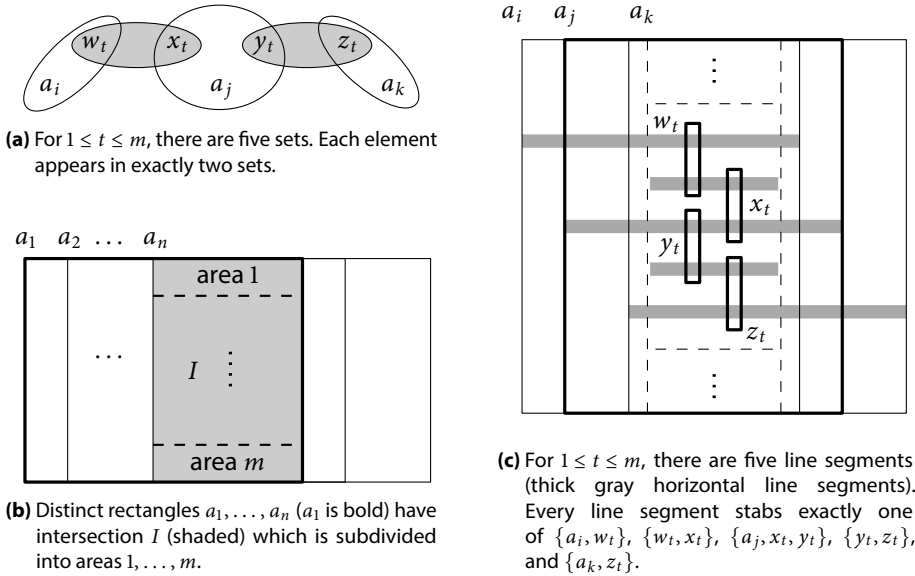 w_t x_t y_t z_t
a_i a_j a_k
(a) For 1 ≤ t ≤ m, there are five sets. Each element
appears in exactly two sets.
a_1 a_2 ... a_n
area 1
... I ⋮
area m
(b) Distinct rectangles a_1, ..., a_n (a_1 is bold) have
intersection I (shaded) which is subdivided
into areas 1, ..., m.
a_i a_j a_k
⋮
w_t
x_t
y_t
z_t
⋮
(c) For 1 ≤ t ≤ m, there are five line segments
(thick gray horizontal line segments).
Every line segment stabs exactly one
of {a_i, w_t}, {w_t, x_t}, {a_j, x_t, y_t}, {y_t, z_t},
and {a_k, z_t}.